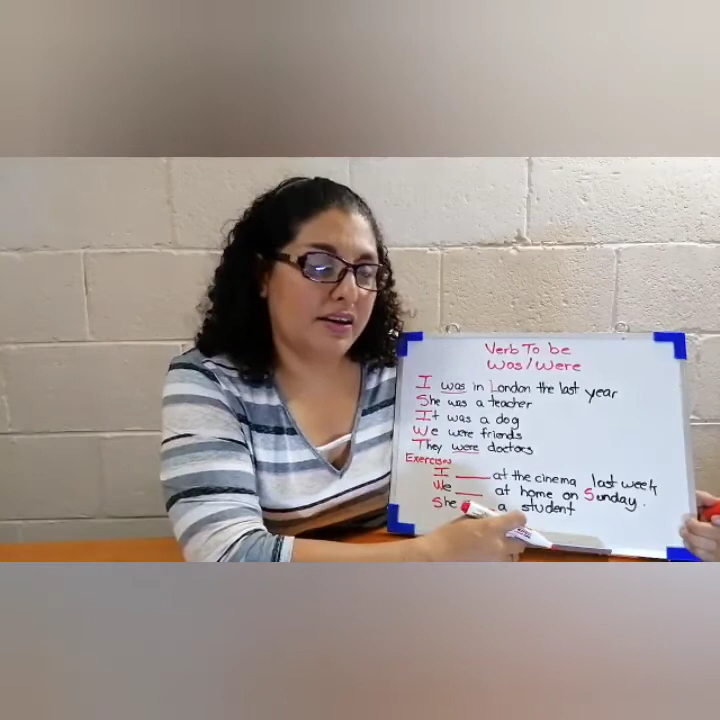 Verb To be
Was/Were
I was in London the last year
She was a teacher
It was a dog
We were friends
They were doctors
Exercises
I ____ at the cinema last week
We ____ at home on Sunday.
She a student